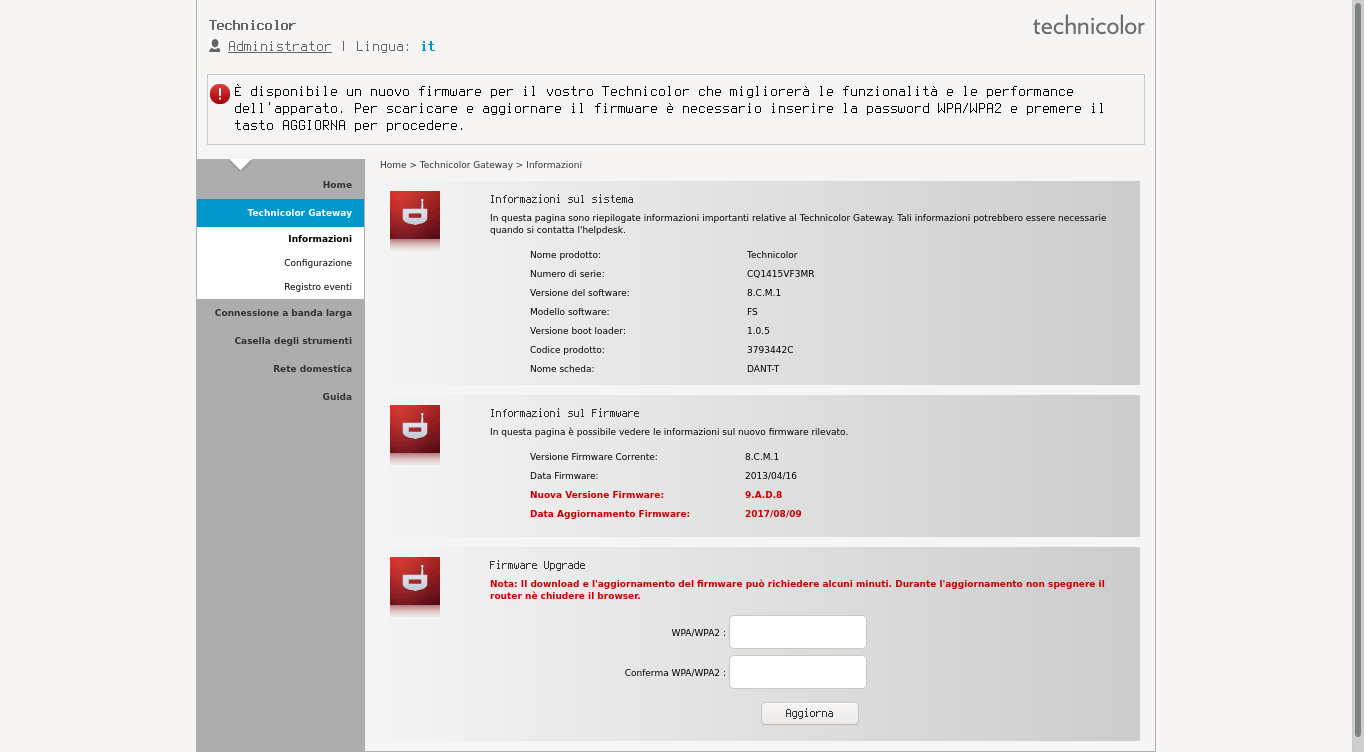 Technicolor
technicolor
Administrator | Lingua: it
È disponibile un nuovo firmware per il vostro Technicolor che migliorerà le funzionalità e le performance
dell'apparato. Per scaricare e aggiornare il firmware è necessario inserire la password WPA/WPA2 e premere il
tasto AGGIORNA per procedere.
Home
Technicolor Gateway
Informazioni
Configurazione
Registro eventi
Connessione a banda larga
Casella degli strumenti
Rete domestica
Guida
Home > Technicolor Gateway > Informazioni
Informazioni sul sistema
In questa pagina sono riepilogate informazioni importanti relative al Technicolor Gateway. Tali informazioni potrebbero essere necessarie
quando si contatta l'helpdesk.
Nome prodotto: Technicolor
Numero di serie: CQ1415VF3MR
Versione del software: 8.C.M.1
Modello software: FS
Versione boot loader: 1.0.5
Codice prodotto: 3793442C
Nome scheda: DANT-T
Informazioni sul Firmware
In questa pagina è possibile vedere le informazioni sul nuovo firmware rilevato.
Versione Firmware Corrente: 8.C.M.1
Data Firmware: 2013/04/16
Nuova Versione Firmware: 9.A.D.8
Data Aggiornamento Firmware: 2017/08/09
Firmware Upgrade
Nota: Il download e l'aggiornamento del firmware può richiedere alcuni minuti. Durante l'aggiornamento non spegnere il
router nè chiudere il browser.
WPA/WPA2 :
Conferma WPA/WPA2 :
Aggiorna